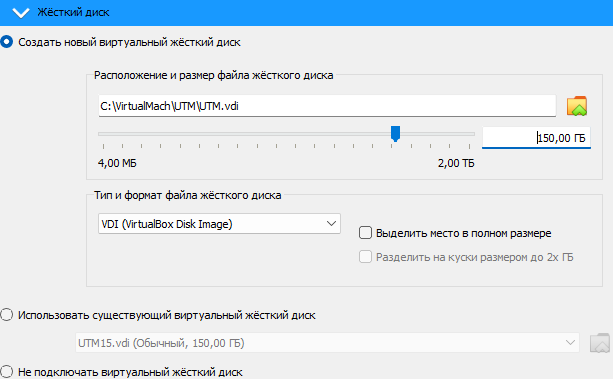 Жёсткий диск
Создать новый виртуальный жёсткий диск
Расположение и размер файла жёсткого диска
C:\VirtualMach\UTM\UTM.vdi
150,00 ГБ
4,00 МБ 2,00 ТБ
Тип и формат файла жёсткого диска
VDI (VirtualBox Disk Image)
Выделить место в полном размере
Разделить на куски размером до 2х ГБ
Использовать существующий виртуальный жёсткий диск
UTM15.vdi (Обычный, 150,00 ГБ)
Не подключать виртуальный жёсткий диск